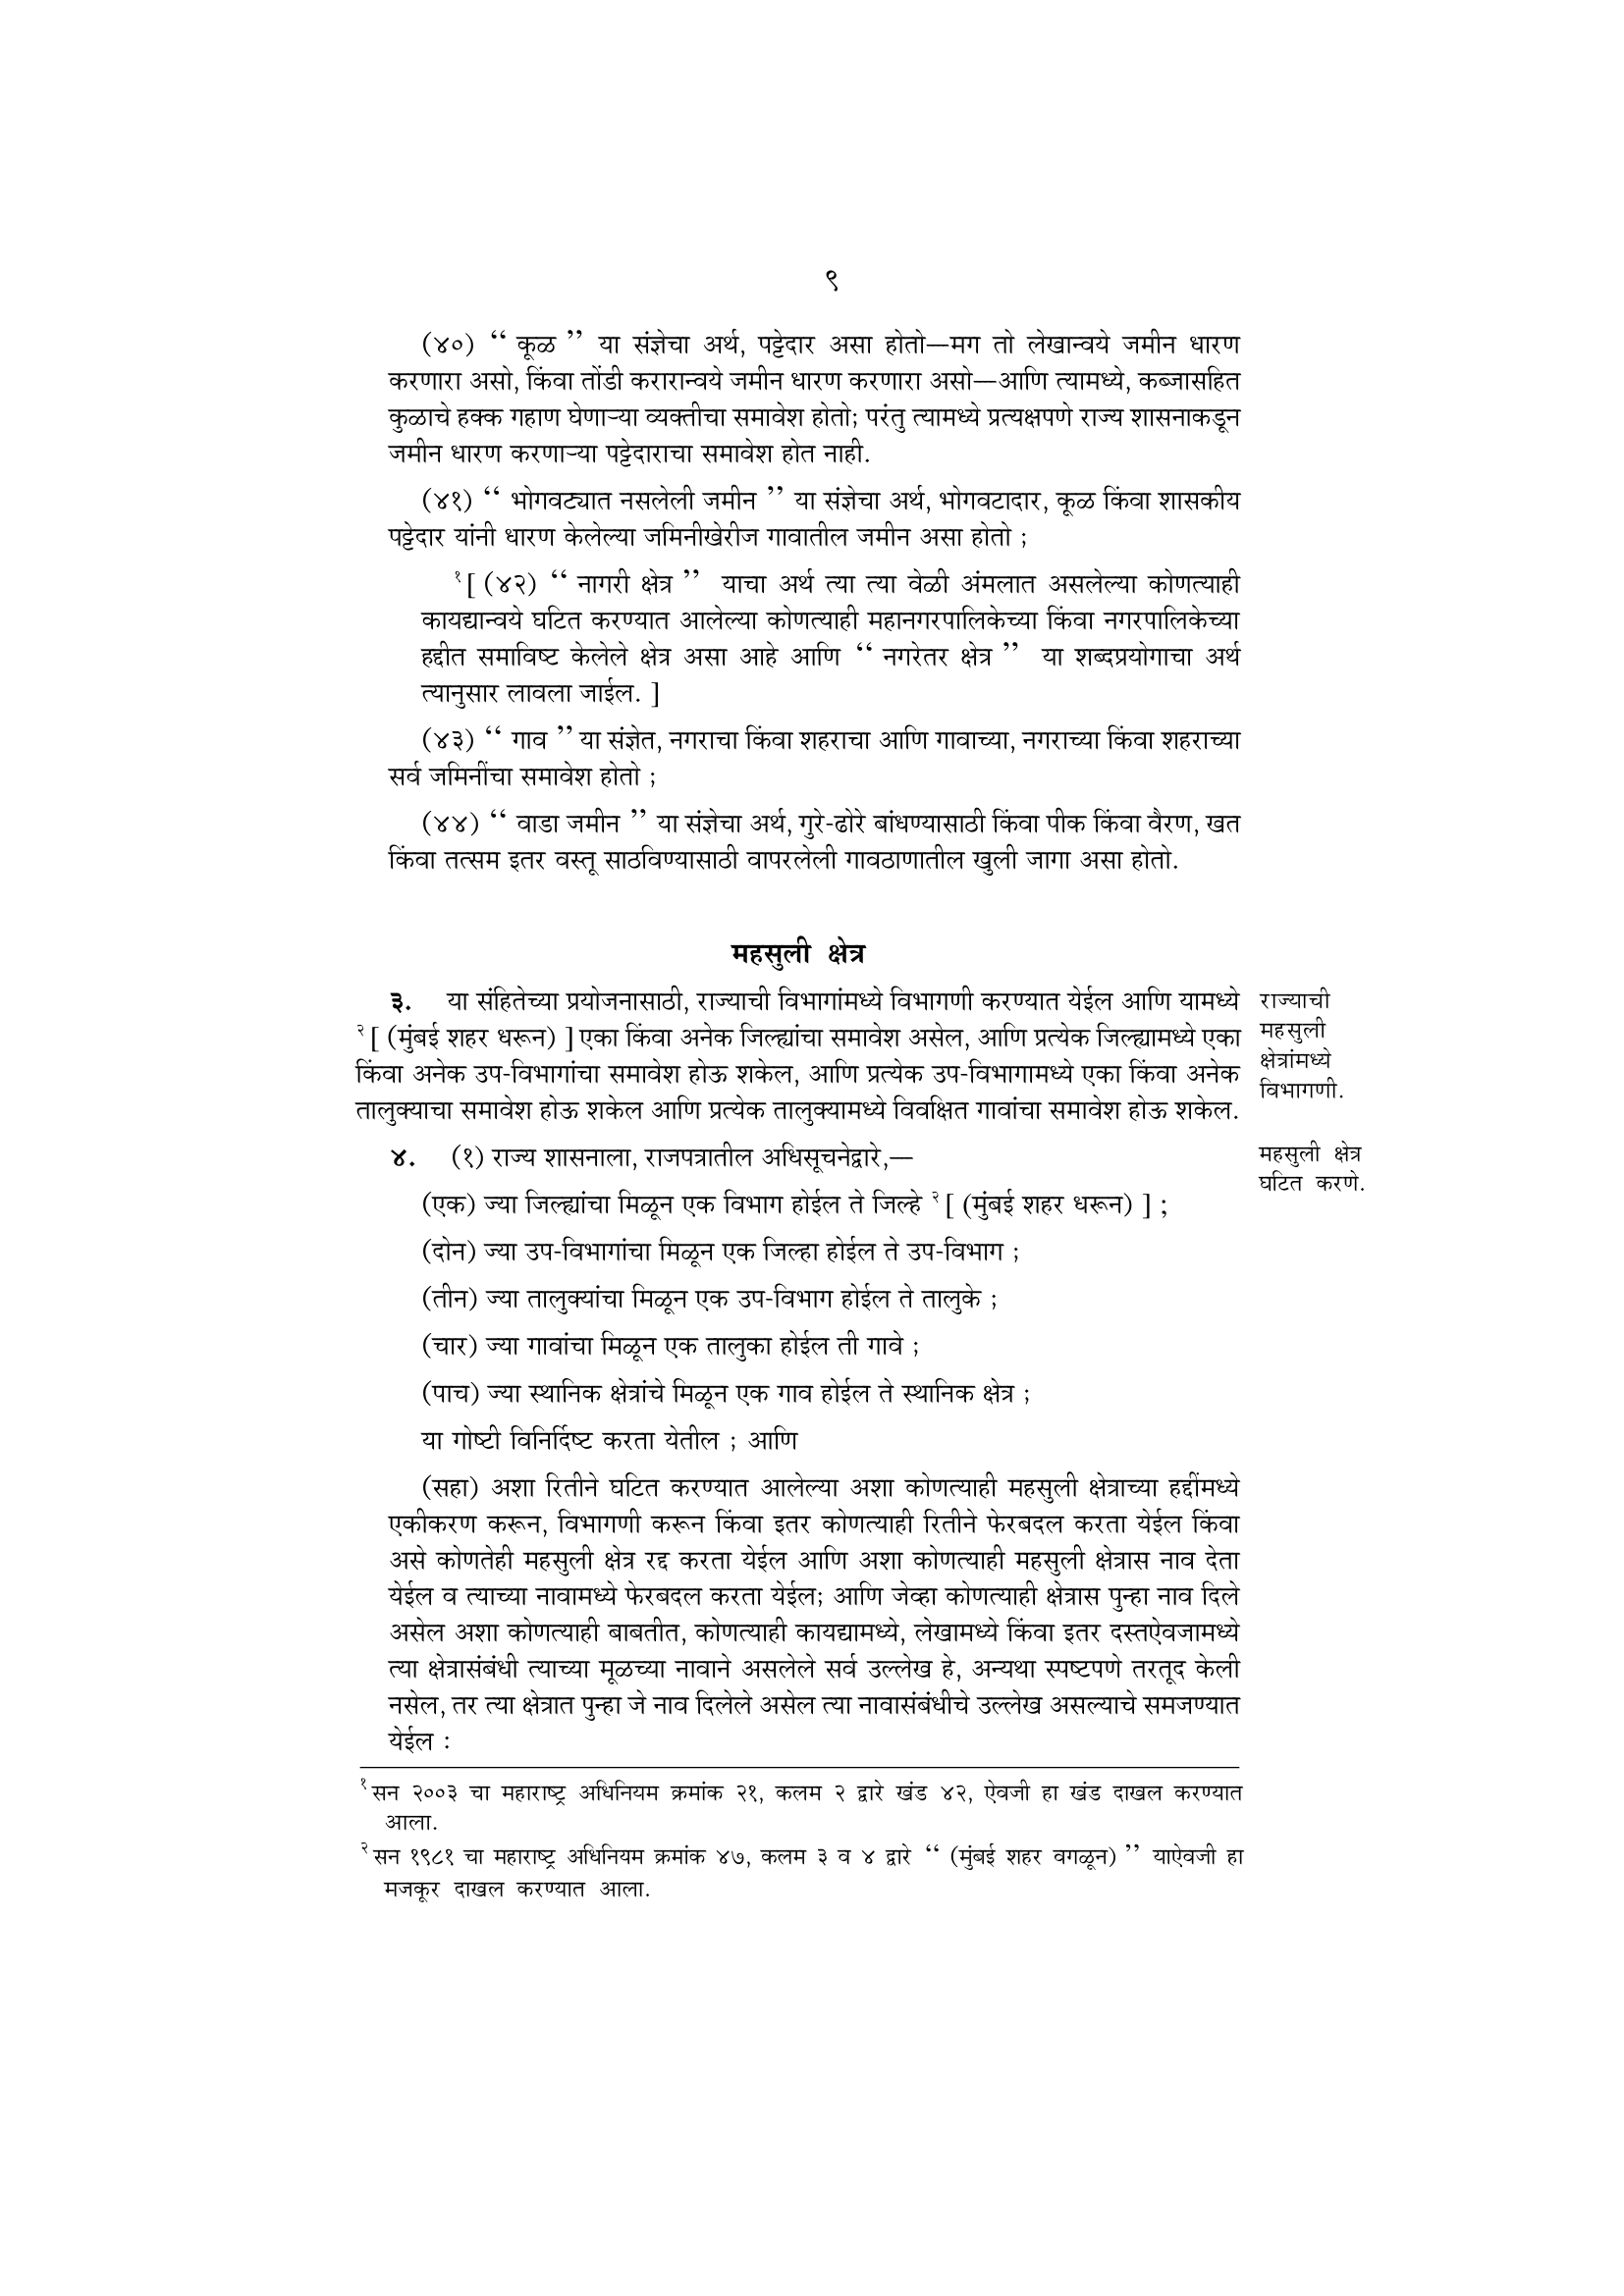 ९
(४०) ‘‘ कूळ ’’ या संज्ञेचा अर्थ, पट्टेदार असा होतो—मग तो लेखान्वये जमीन धारण
करणारा असो, किंवा तोंडी करारान्वये जमीन धारण करणारा असो—आणि त्यामध्ये, कब्जासहित
कुळाचे हक्क गहाण घेणाऱ्या व्यक्तीचा समावेश होतो; परंतु त्यामध्ये प्रत्यक्षपणे राज्य शासनाकडून
जमीन धारण करणाऱ्या पट्टेदाराचा समावेश होत नाही.
(४१) ‘‘ भोगवट्यात नसलेली जमीन ’’ या संज्ञेचा अर्थ, भोगवटादार, कूळ किंवा शासकीय
पट्टेदार यांनी धारण केलेल्या जमिनीखेरीज गावातील जमीन असा होतो ;
१[ (४२) ‘‘ नागरी क्षेत्र ’’ याचा अर्थ त्या त्या वेळी अंमलात असलेल्या कोणत्याही
कायद्यान्वये घटित करण्यात आलेल्या कोणत्याही महानगरपालिकेच्या किंवा नगरपालिकेच्या
हद्दीत समाविष्ट केलेले क्षेत्र असा आहे आणि ‘‘ नगरेतर क्षेत्र ’’ या शब्दप्रयोगाचा अर्थ
त्यानुसार लावला जाईल. ]
(४३) ‘‘ गाव ’’ या संज्ञेत, नगराचा किंवा शहराचा आणि गावाच्या, नगराच्या किंवा शहराच्या
सर्व जमिनींचा समावेश होतो ;
(४४) ‘‘ वाडा जमीन ’’ या संज्ञेचा अर्थ, गुरे-ढोरे बांधण्यासाठी किंवा पीक किंवा वैरण, खत
किंवा तत्सम इतर वस्तू साठविण्यासाठी वापरलेली गावठाणातील खुली जागा असा होतो.
महसुली क्षेत्र
३. या संहितेच्या प्रयोजनासाठी, राज्याची विभागांमध्ये विभागणी करण्यात येईल आणि यामध्ये
२[ (मुंबई शहर धरून) ] एका किंवा अनेक जिल्ह्यांचा समावेश असेल, आणि प्रत्येक जिल्ह्यामध्ये एका
किंवा अनेक उप-विभागांचा समावेश होऊ शकेल, आणि प्रत्येक उप-विभागामध्ये एका किंवा अनेक
तालुक्याचा समावेश होऊ शकेल आणि प्रत्येक तालुक्यामध्ये विवक्षित गावांचा समावेश होऊ शकेल.
राज्याची
महसुली
क्षेत्रांमध्ये
विभागणी.
४. (१) राज्य शासनाला, राजपत्रातील अधिसूचनेद्वारे,—
महसुली क्षेत्र
घटित करणे.
(एक) ज्या जिल्ह्यांचा मिळून एक विभाग होईल ते जिल्हे २[ (मुंबई शहर धरून) ] ;
(दोन) ज्या उप-विभागांचा मिळून एक जिल्हा होईल ते उप-विभाग ;
(तीन) ज्या तालुक्यांचा मिळून एक उप-विभाग होईल ते तालुके ;
(चार) ज्या गावांचा मिळून एक तालुका होईल ती गावे ;
(पाच) ज्या स्थानिक क्षेत्रांचे मिळून एक गाव होईल ते स्थानिक क्षेत्र ;
या गोष्टी विनिर्दिष्ट करता येतील ; आणि
(सहा) अशा रितीने घटित करण्यात आलेल्या अशा कोणत्याही महसुली क्षेत्राच्या हद्दींमध्ये
एकीकरण करून, विभागणी करून किंवा इतर कोणत्याही रितीने फेरबदल करता येईल किंवा
असे कोणतेही महसुली क्षेत्र रद्द करता येईल आणि अशा कोणत्याही महसुली क्षेत्रास नाव देता
येईल व त्याच्या नावामध्ये फेरबदल करता येईल; आणि जेव्हा कोणत्याही क्षेत्रास पुन्हा नाव दिले
असेल अशा कोणत्याही बाबतीत, कोणत्याही कायद्यामध्ये, लेखामध्ये किंवा इतर दस्तऐवजामध्ये
त्या क्षेत्रासंबंधी त्याच्या मूळच्या नावाने असलेले सर्व उल्लेख हे, अन्यथा स्पष्टपणे तरतूद केली
नसेल, तर त्या क्षेत्रात पुन्हा जे नाव दिलेले असेल त्या नावासंबंधीचे उल्लेख असल्याचे समजण्यात
येईल :
१ सन २००३ चा महाराष्ट्र अधिनियम क्रमांक २१, कलम २ द्वारे खंड ४२, ऐवजी हा खंड दाखल करण्यात
आला.
२ सन १९८१ चा महाराष्ट्र अधिनियम क्रमांक ४७, कलम ३ व ४ द्वारे ‘‘ (मुंबई शहर वगळून) ’’ याऐवजी हा
मजकूर दाखल करण्यात आला.